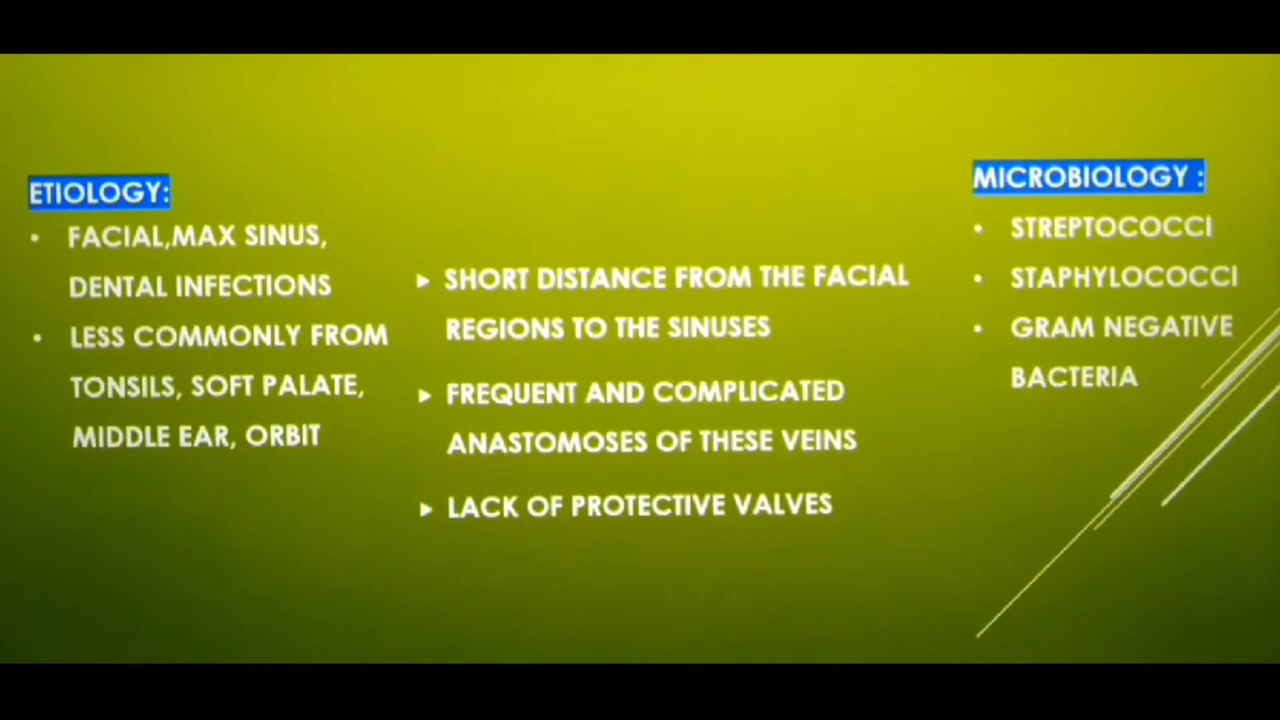 ETIOLOGY:
• FACIAL,MAX SINUS,
DENTAL INFECTIONS
• LESS COMMONLY FROM
TONSILS, SOFT PALATE,
MIDDLE EAR, ORBIT
▶ SHORT DISTANCE FROM THE FACIAL
REGIONS TO THE SINUSES
▶ FREQUENT AND COMPLICATED
ANASTOMOSES OF THESE VEINS
▶ LACK OF PROTECTIVE VALVES
MICROBIOLOGY :
• STREPTOCOCCI
• STAPHYLOCOCCI
• GRAM NEGATIVE
BACTERIA